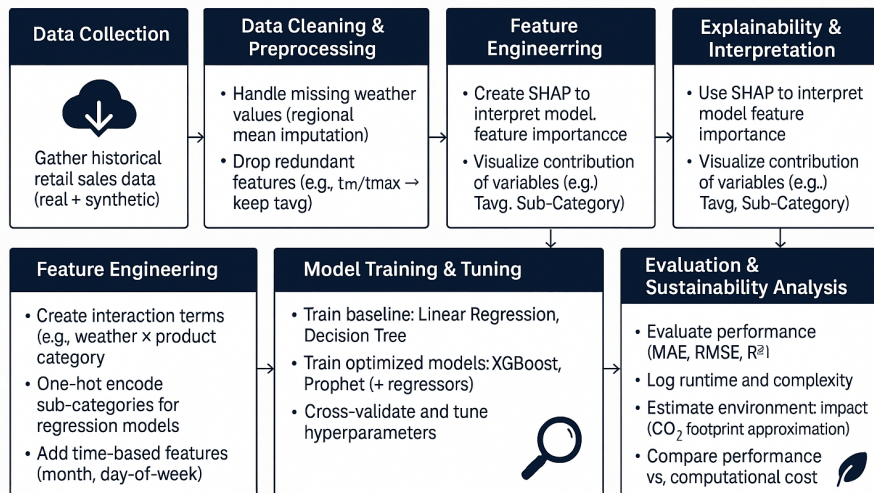 Data Collection
Gather historical
retail sales data
(real + synthetic)
Data Cleaning &
Preprocessing
• Handle missing weather
values (regional
mean imputation)
• Drop redundant
features (e.g., tm/tmax →
keep tavg)
Feature
Engineerring
• Create SHAP to
interpret model.
feature importancce
• Visualize contribution
of variables (e.g.)
Tavg. Sub-Category)
Explainability &
Interpretation
• Use SHAP to interpret
model feature
importance
• Visualize contribution
of variables (e.g..)
Tavg, Sub-Category)
Feature Engineering
• Create interaction terms
(e.g., weather × product
category
• One-hot encode
sub-categories for
regression models
• Add time-based features
(month, day-of-week)
Model Training & Tuning
• Train baseline: Linear Regression,
Decision Tree
• Train optimized models: XGBoost,
Prophet (+ regressors)
• Cross-validate and tune
hyperparameters
Evaluation &
Sustainability Analysis
• Evaluate performance
(MAE, RMSE, R²)
• Log runtime and complexity
• Estimate environment: impact
(CO₂ footprint approximation)
• Compare performance
vs, computational cost